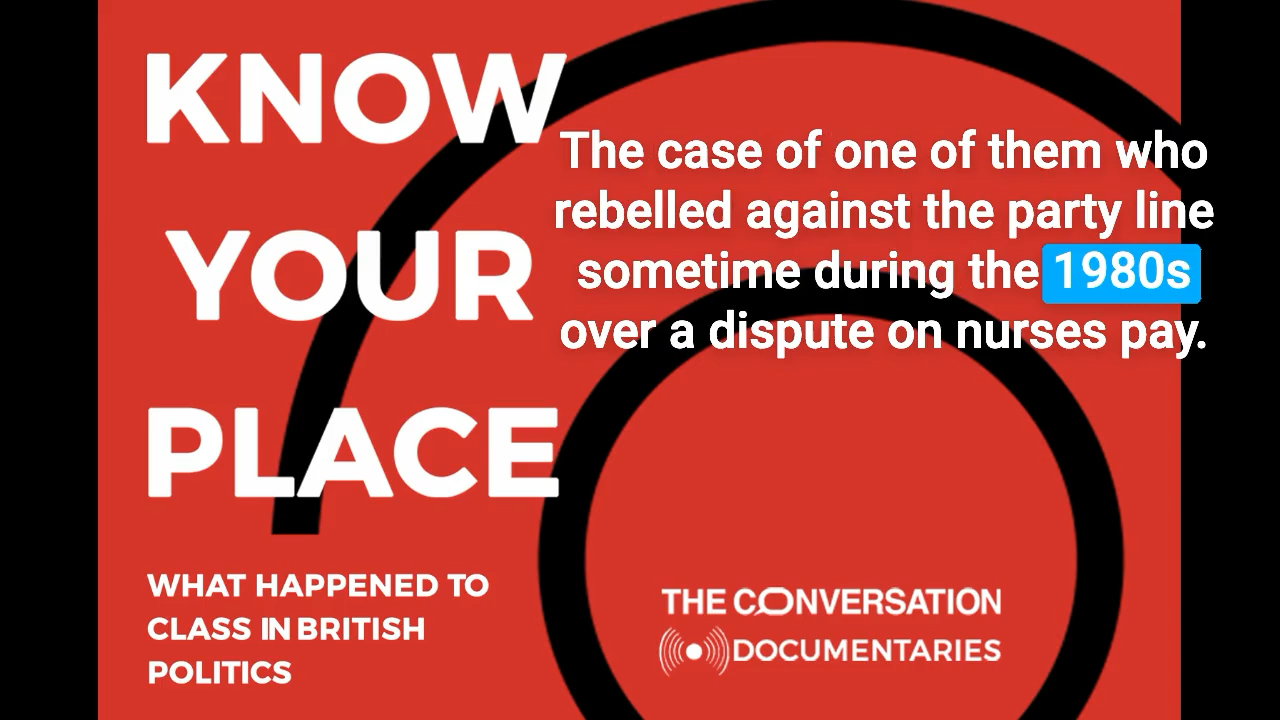 KNOW
YOUR
PLACE
The case of one of them who
rebelled against the party line
sometime during the 1980s
over a dispute on nurses pay.
WHAT HAPPENED TO
CLASS IN BRITISH
POLITICS
THE CONVERSATION
DOCUMENTARIES